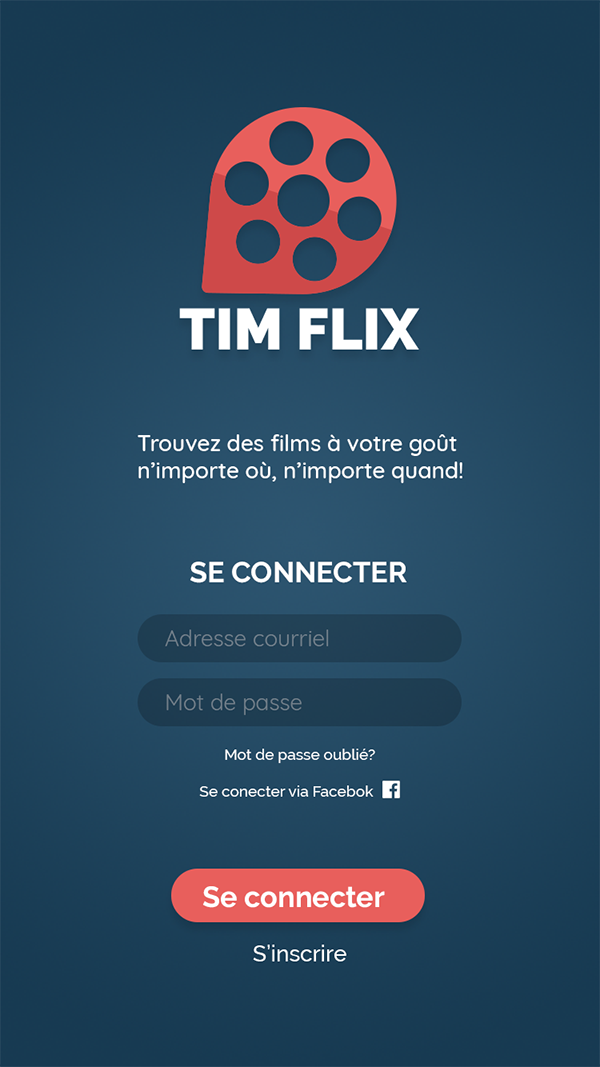 TIM FLIX
Trouvez des films à votre goût
n’importe où, n’importe quand!
SE CONNECTER
Adresse courriel
Mot de passe
Mot de passe oublié?
Se conecter via Facebok
Se connecter
S’inscrire